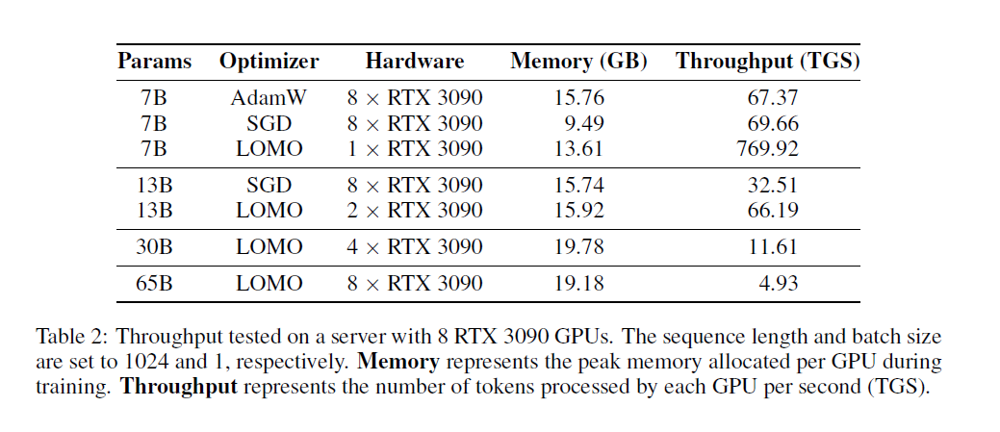 Params Optimizer Hardware Memory (GB) Throughput (TGS)
7B AdamW 8 × RTX 3090 15.76 67.37
7B SGD 8 × RTX 3090 9.49 69.66
7B LOMO 1 × RTX 3090 13.61 769.92
13B SGD 8 × RTX 3090 15.74 32.51
13B LOMO 2 × RTX 3090 15.92 66.19
30B LOMO 4 × RTX 3090 19.78 11.61
65B LOMO 8 × RTX 3090 19.18 4.93
Table 2: Throughput tested on a server with 8 RTX 3090 GPUs. The sequence length and batch size
are set to 1024 and 1, respectively. Memory represents the peak memory allocated per GPU during
training. Throughput represents the number of tokens processed by each GPU per second (TGS).